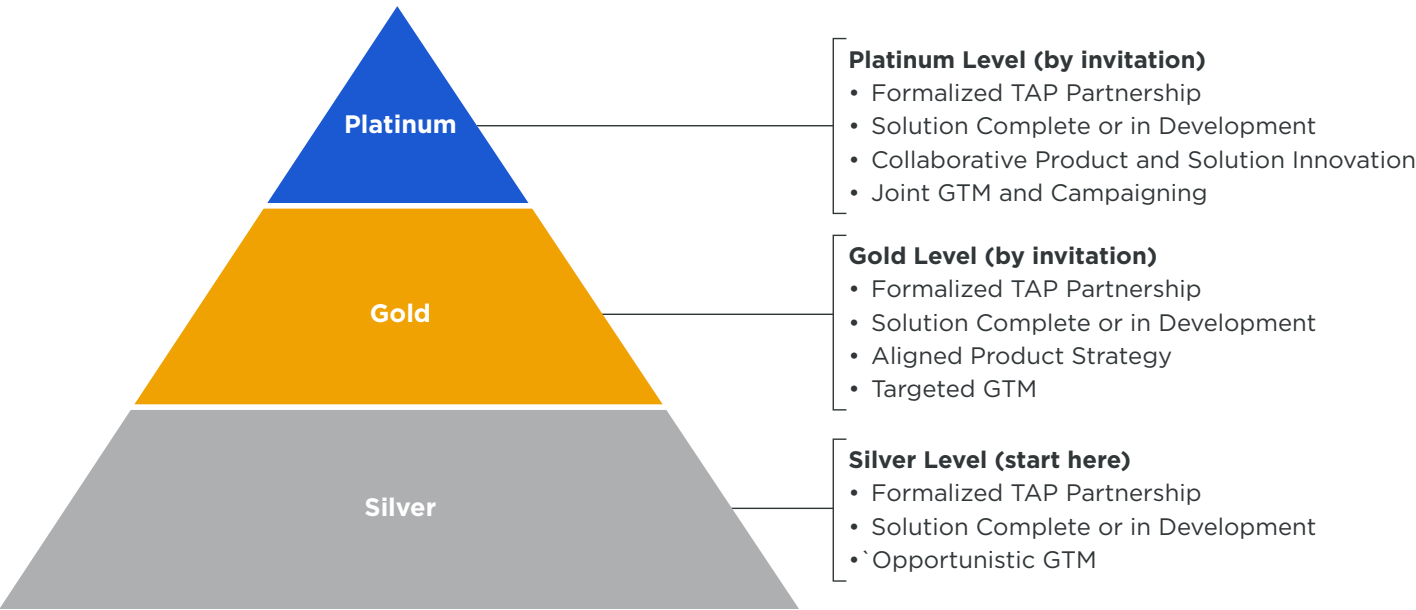 Platinum
Platinum Level (by invitation)
• Formalized TAP Partnership
• Solution Complete or in Development
• Collaborative Product and Solution Innovation
• Joint GTM and Campaigning
Gold
Gold Level (by invitation)
• Formalized TAP Partnership
• Solution Complete or in Development
• Aligned Product Strategy
• Targeted GTM
Silver
Silver Level (start here)
• Formalized TAP Partnership
• Solution Complete or in Development
•`Opportunistic GTM